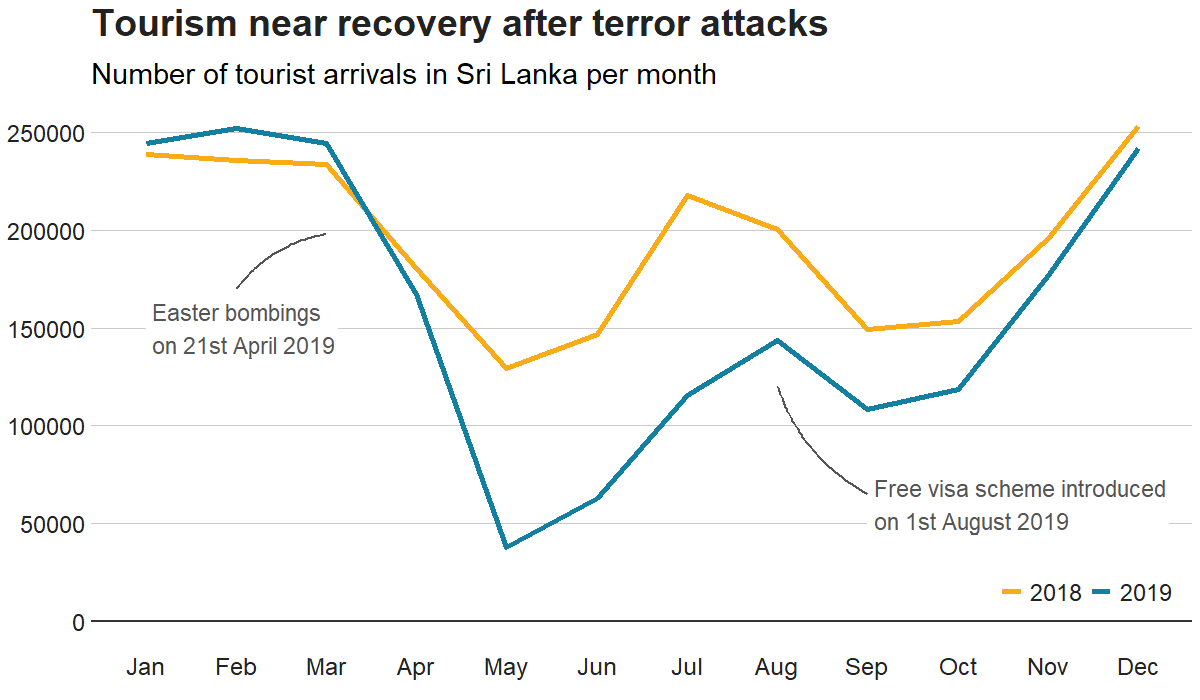 Tourism near recovery after terror attacks
Number of tourist arrivals in Sri Lanka per month
250000
200000
150000
100000
50000
0
Easter bombings
on 21st April 2019
Free visa scheme introduced
on 1st August 2019
2018 2019
Jan Feb Mar Apr May Jun Jul Aug Sep Oct Nov Dec